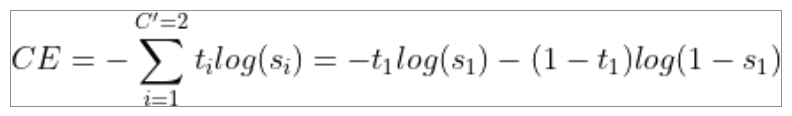 CE = -\sum_{i=1}^{C'=2} t_i log(s_i) = -t_1 log(s_1) - (1 - t_1) log(1 - s_1)